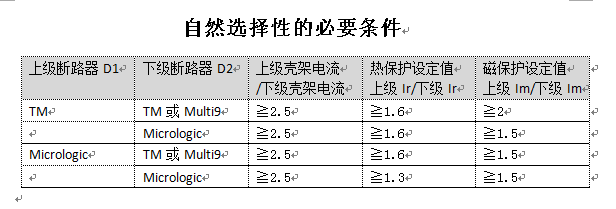 自然选择性的必要条件
上级断路器 D1 下级断路器 D2 上级壳架电流 热保护设定值 磁保护设定值
/下级壳架电流 上级 Ir/下级 Ir 上级 Im/下级 Im
TM TM 或 Multi9 ≧2.5 ≧1.6 ≧2
Micrologic ≧2.5 ≧1.6 ≧1.5
Micrologic TM 或 Multi9 ≧2.5 ≧1.6 ≧1.5
Micrologic ≧2.5 ≧1.3 ≧1.5